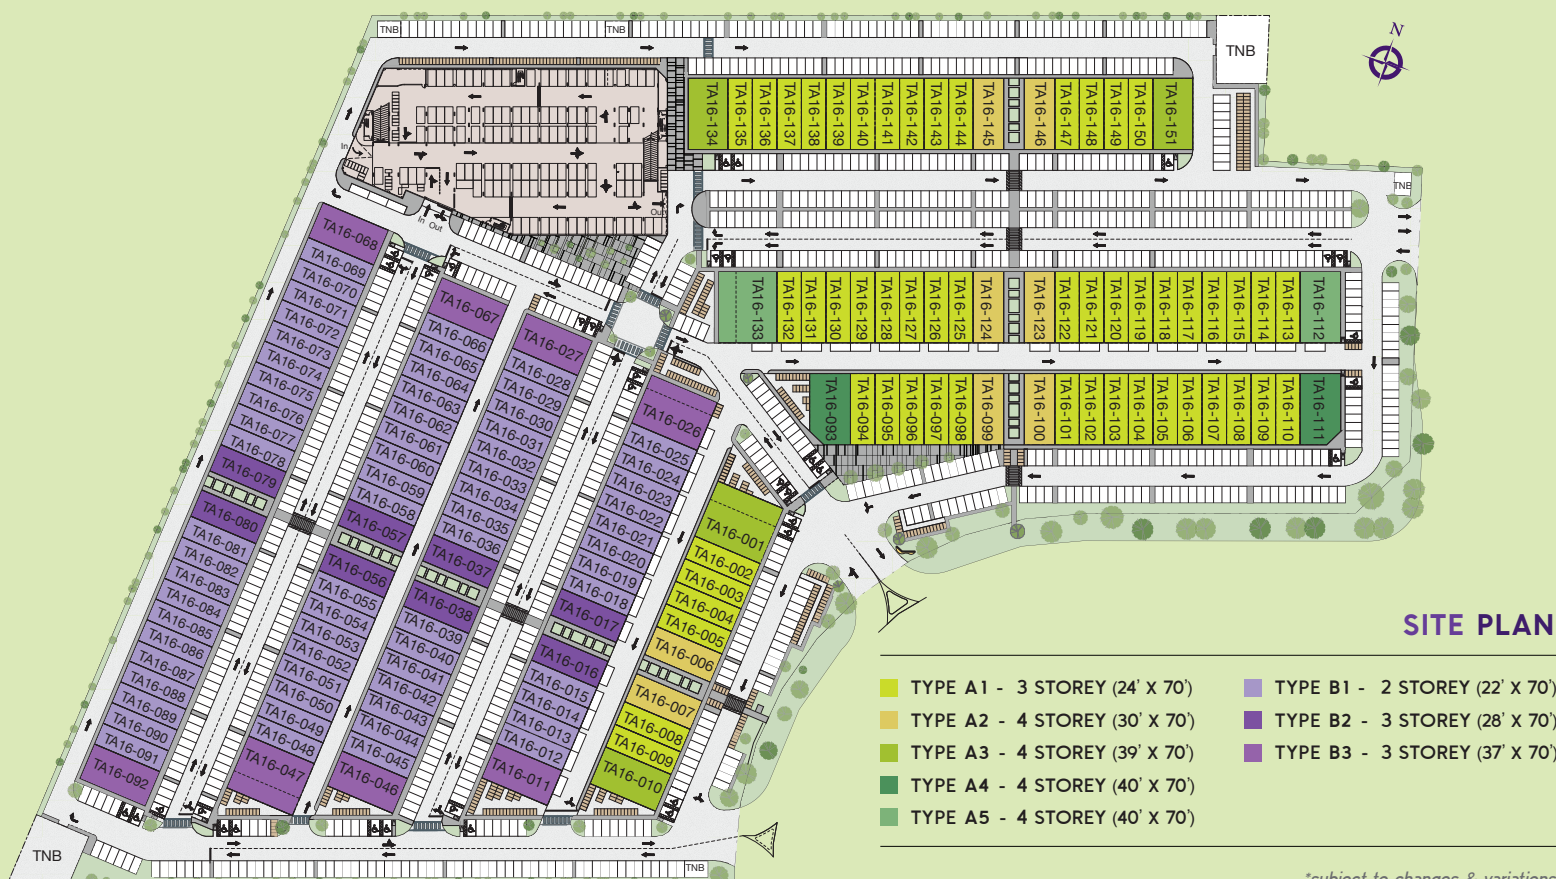 TNB
TNB
TNB
N
TNB
In
Out
In
Out
TA16-134
TA16-135
TA16-136
TA16-137
TA16-138
TA16-139
TA16-140
TA16-141
TA16-142
TA16-143
TA16-144
TA16-145
TA16-146
TA16-147
TA16-148
TA16-149
TA16-150
TA16-151
TA16-133
TA16-132
TA16-131
TA16-130
TA16-129
TA16-128
TA16-127
TA16-126
TA16-125
TA16-124
TA16-123
TA16-122
TA16-121
TA16-120
TA16-119
TA16-118
TA16-117
TA16-116
TA16-115
TA16-114
TA16-113
TA16-112
TA16-093
TA16-094
TA16-095
TA16-096
TA16-097
TA16-098
TA16-099
TA16-100
TA16-101
TA16-102
TA16-103
TA16-104
TA16-105
TA16-106
TA16-107
TA16-108
TA16-109
TA16-110
TA16-111
TA16-068
TA16-069
TA16-070
TA16-071
TA16-072
TA16-073
TA16-074
TA16-075
TA16-076
TA16-077
TA16-078
TA16-079
TA16-080
TA16-081
TA16-082
TA16-083
TA16-084
TA16-085
TA16-086
TA16-087
TA16-088
TA16-089
TA16-090
TA16-091
TA16-092
TA16-067
TA16-066
TA16-065
TA16-064
TA16-063
TA16-062
TA16-061
TA16-060
TA16-059
TA16-058
TA16-057
TA16-056
TA16-055
TA16-054
TA16-053
TA16-052
TA16-051
TA16-050
TA16-049
TA16-048
TA16-047
TA16-027
TA16-028
TA16-029
TA16-030
TA16-031
TA16-032
TA16-033
TA16-034
TA16-035
TA16-036
TA16-037
TA16-038
TA16-039
TA16-040
TA16-041
TA16-042
TA16-043
TA16-044
TA16-045
TA16-046
TA16-026
TA16-025
TA16-024
TA16-023
TA16-022
TA16-021
TA16-020
TA16-019
TA16-018
TA16-017
TA16-016
TA16-015
TA16-014
TA16-013
TA16-012
TA16-011
TA16-001
TA16-002
TA16-003
TA16-004
TA16-005
TA16-006
TA16-007
TA16-008
TA16-009
TA16-010
TNB
TNB
SITE PLAN
TYPE A1 - 3 STOREY (24' X 70')
TYPE A2 - 4 STOREY (30' X 70')
TYPE A3 - 4 STOREY (39' X 70')
TYPE A4 - 4 STOREY (40' X 70')
TYPE A5 - 4 STOREY (40' X 70')
TYPE B1 - 2 STOREY (22' X 70')
TYPE B2 - 3 STOREY (28' X 70')
TYPE B3 - 3 STOREY (37' X 70')
*subject to changes & variations